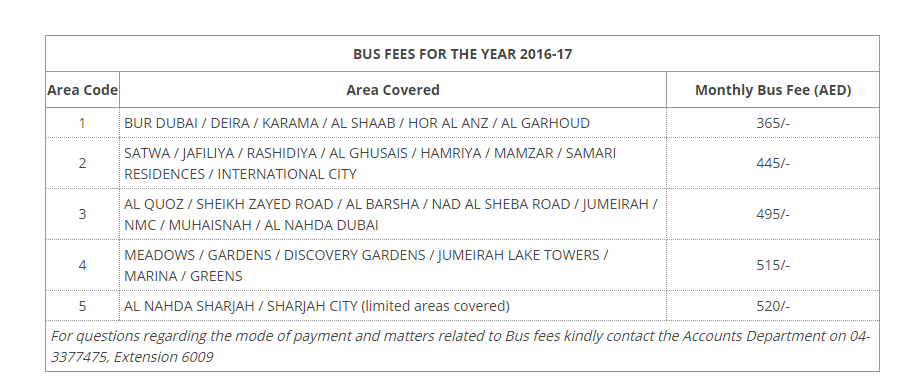 BUS FEES FOR THE YEAR 2016-17
Area Code Area Covered Monthly Bus Fee (AED)
1 BUR DUBAI / DEIRA / KARAMA / AL SHAAB / HOR AL ANZ / AL GARHOUD 365/-
2 SATWA / JAFILIYA / RASHIDIYA / AL GHUSAIS / HAMRIYA / MAMZAR / SAMARI
RESIDENCES / INTERNATIONAL CITY 445/-
3 AL QUOZ / SHEIKH ZAYED ROAD / AL BARSHA / NAD AL SHEBA ROAD / JUMEIRAH /
NMC / MUHAISNAH / AL NAHDA DUBAI 495/-
4 MEADOWS / GARDENS / DISCOVERY GARDENS / JUMEIRAH LAKE TOWERS /
MARINA / GREENS 515/-
5 AL NAHDA SHARJAH / SHARJAH CITY (limited areas covered) 520/-
For questions regarding the mode of payment and matters related to Bus fees kindly contact the Accounts Department on 04-
3377475, Extension 6009